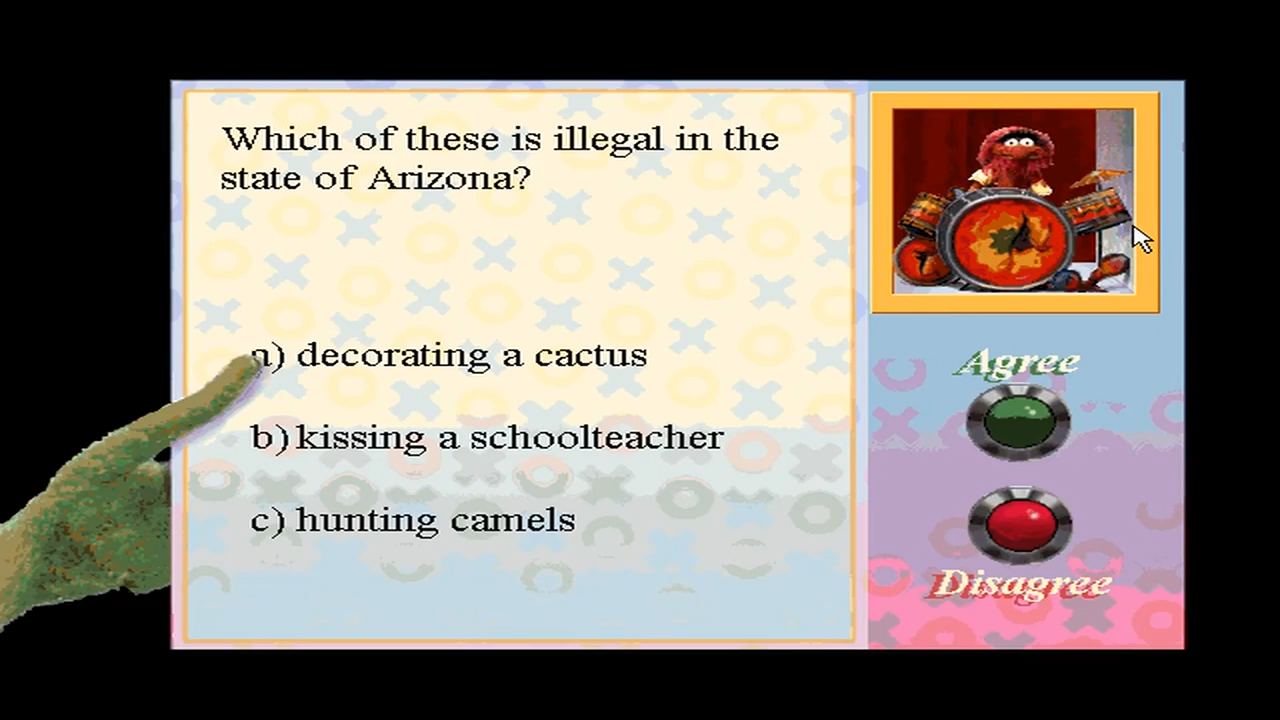 Which of these is illegal in the
state of Arizona?
a) decorating a cactus
b) kissing a schoolteacher
c) hunting camels
Agree
Disagree